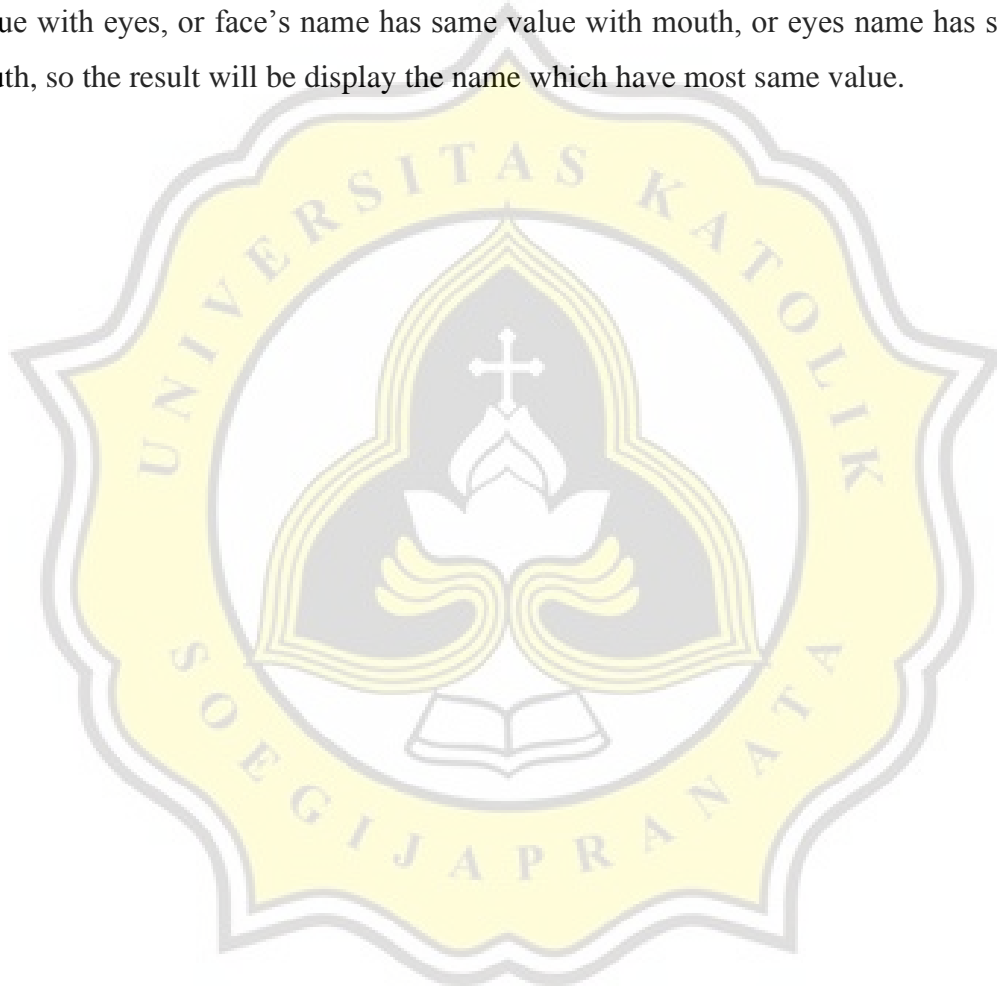 ue with eyes, or face’s name has same value with mouth, or eyes name has s
uth, so the result will be display the name which have most same value.
UNIVERSITAS KATOLIK
SOEGIJAPRANATA